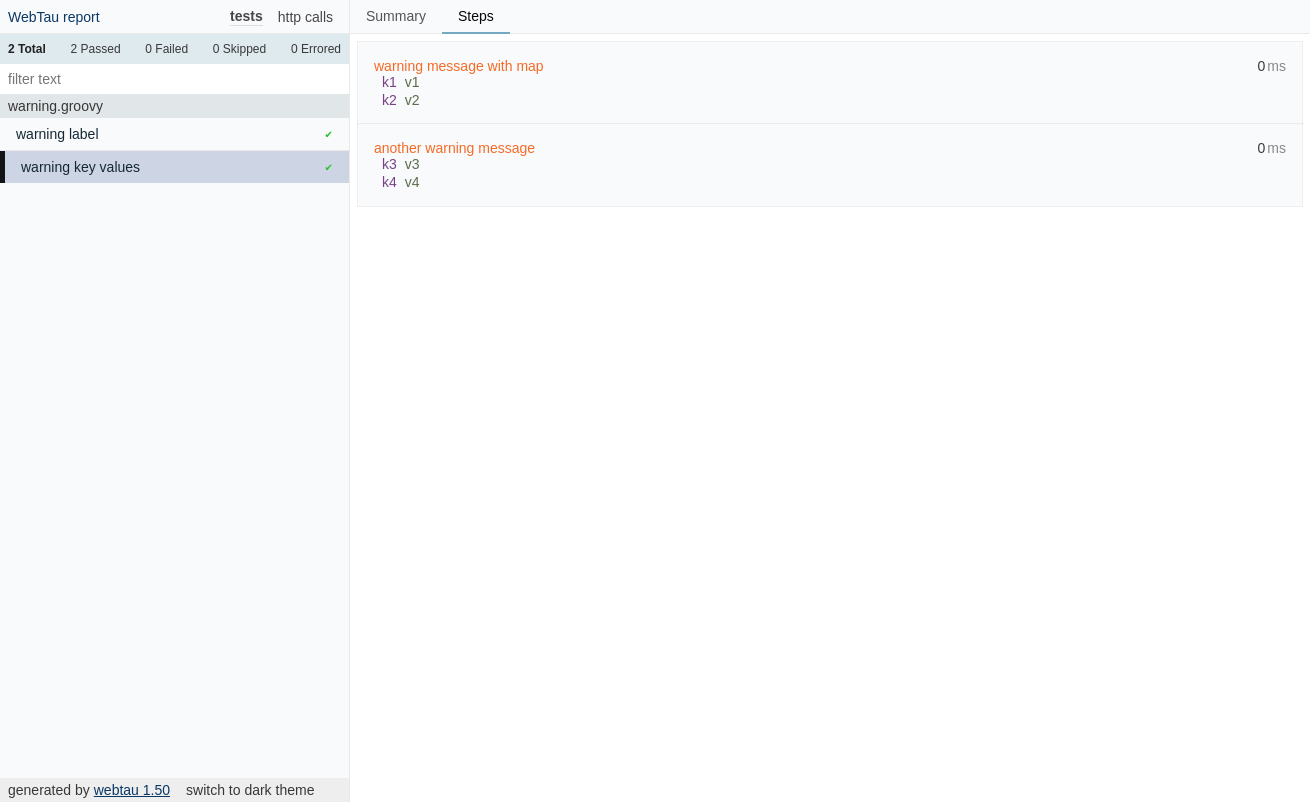 WebTau report tests http calls
2 Total 2 Passed 0 Failed 0 Skipped 0 Errored
filter text
warning.groovy
warning label ✔
warning key values ✔
generated by webtau 1.50 switch to dark theme
Summary Steps
warning message with map 0 ms
k1 v1
k2 v2
another warning message 0 ms
k3 v3
k4 v4